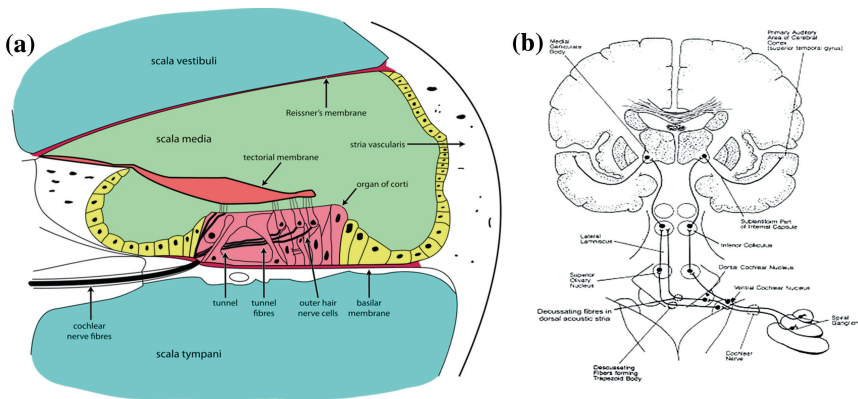 (a)
scala vestibuli
Reissner's membrane
scala media
stria vascularis
tectorial membrane
organ of corti
tunnel
tunnel
fibres
outer hair
nerve cells
basilar
membrane
cochlear
nerve fibres
scala tympani
(b)
Medial
Geniculate
Body
Primary Auditory
Area of Cerebral
Cortex
(superior temporal gyrus)
Sublentiform Part
of Internal Capsule
Lateral
Lemniscus
Inferior Colliculus
Superior
Olivary
Nucleus
Dorsal Cochlear Nucleus
Ventral Cochlear Nucleus
Decussating fibres in
dorsal acoustic stria
Spiral
Ganglion
Cochlear
Nerve
Descussating
Fibers forming
Trapezoid Body